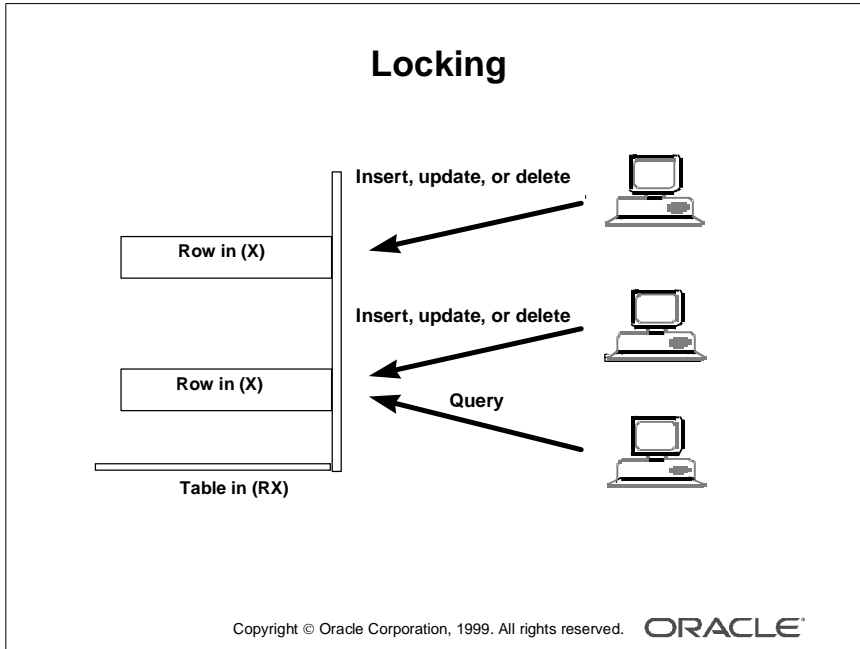 Locking
Insert, update, or delete
Row in (X)
Insert, update, or delete
Row in (X)
Query
Table in (RX)
Copyright © Oracle Corporation, 1999. All rights reserved. ORACLE®